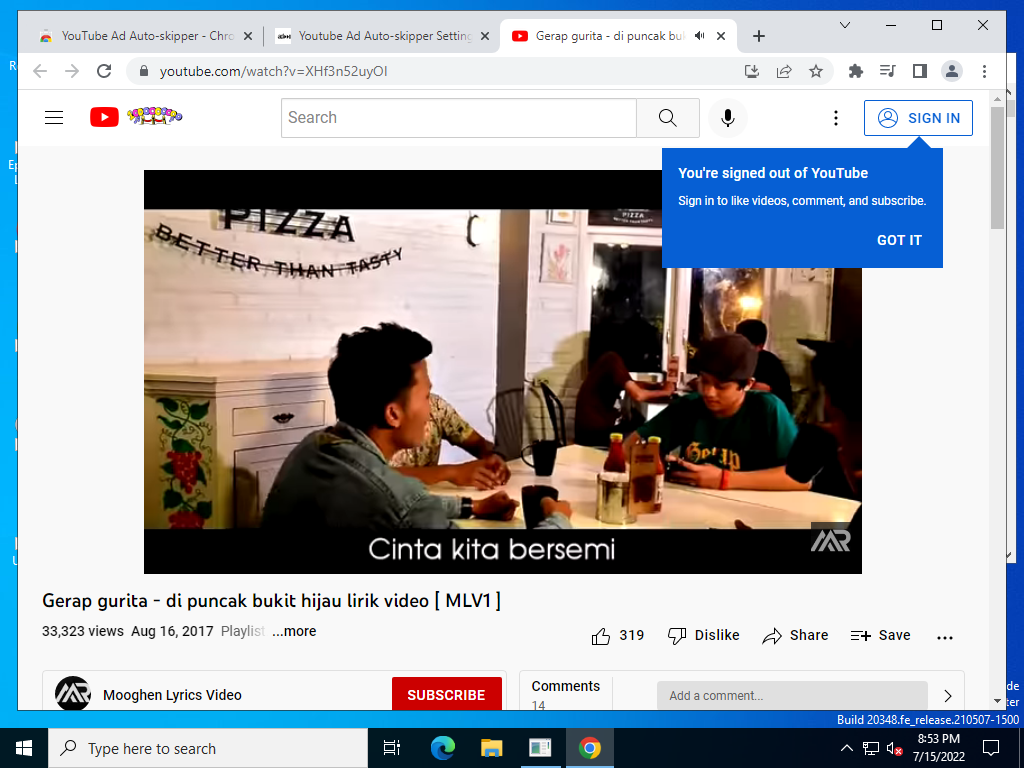 YouTube Ad Auto-skipper - Chro
Youtube Ad Auto-skipper Setting
Gerap gurita - di puncak buk
youtube.com/watch?v=XHf3n52uyOI
Search
SIGN IN
You're signed out of YouTube
Sign in to like videos, comment, and subscribe.
GOT IT
PIZZA
BETTER THAN TASTY
PIZZA
Cinta kita bersemi
Gerap gurita - di puncak bukit hijau lirik video [ MLV1 ]
33,323 views Aug 16, 2017 Playlist ...more
319
Dislike
Share
Save
Mooghen Lyrics Video
SUBSCRIBE
Comments
14
Add a comment...
Build 20348.fe_release.210507-1500
Type here to search
8:53 PM
7/15/2022